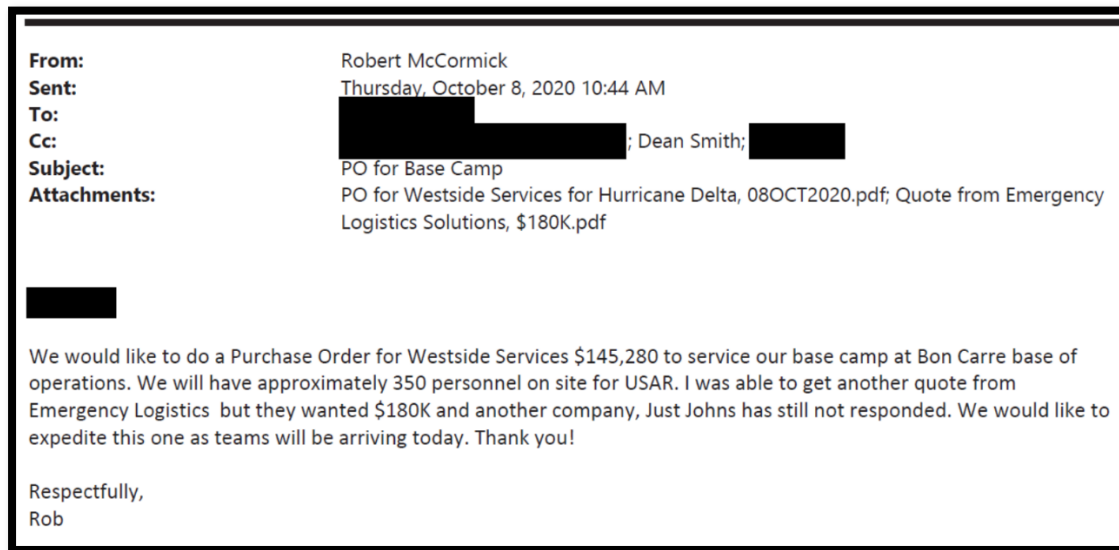 From: Robert McCormick
Sent: Thursday, October 8, 2020 10:44 AM
To:
Cc: ; Dean Smith;
Subject: PO for Base Camp
Attachments: PO for Westside Services for Hurricane Delta, 08OCT2020.pdf; Quote from Emergency
Logistics Solutions, $180K.pdf
We would like to do a Purchase Order for Westside Services $145,280 to service our base camp at Bon Carre base of
operations. We will have approximately 350 personnel on site for USAR. I was able to get another quote from
Emergency Logistics  but they wanted $180K and another company, Just Johns has still not responded. We would like to
expedite this one as teams will be arriving today. Thank you!
Respectfully,
Rob